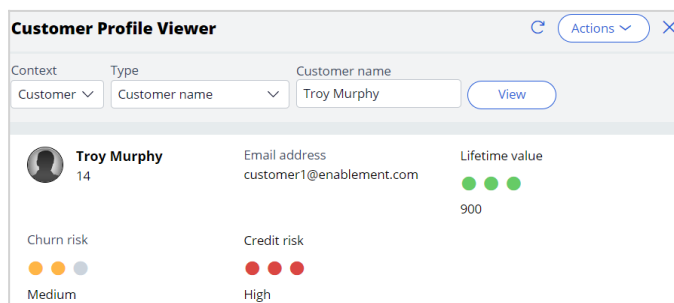 Customer Profile Viewer
Actions
Context
Type
Customer name
Customer
Customer name
Troy Murphy
View
Troy Murphy
14
Email address
customer1@enablement.com
Lifetime value
900
Churn risk
Medium
Credit risk
High